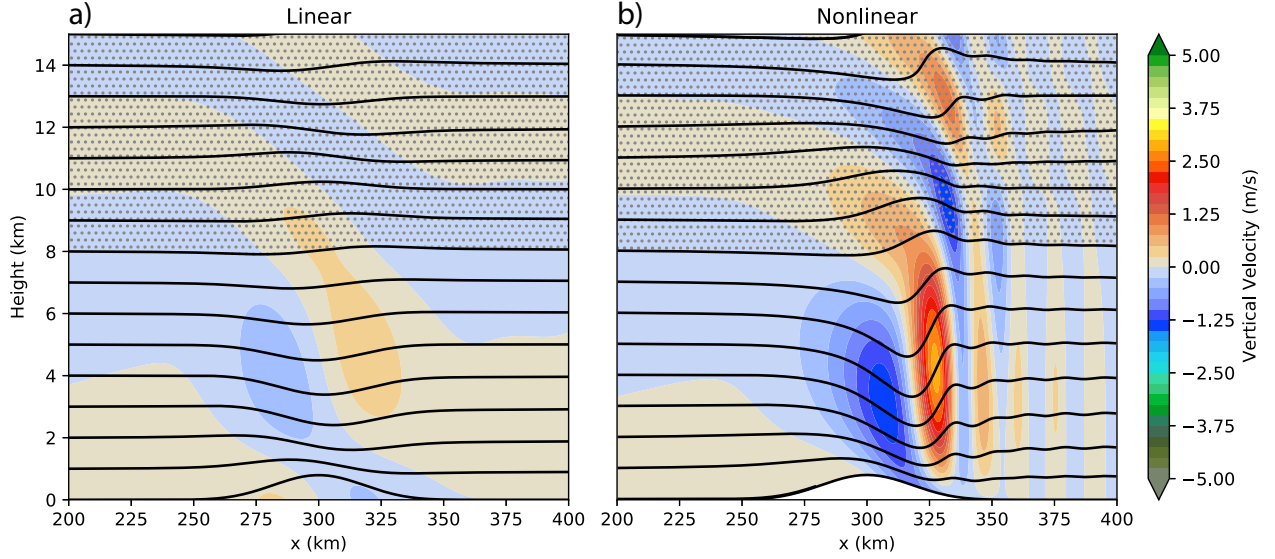 a) Linear
b) Nonlinear
14
12
10
8
6
4
2
0
Height (km)
200 225 250 275 300 325 350 375 400
x (km)
200 225 250 275 300 325 350 375 400
x (km)
5.00
3.75
2.50
1.25
0.00
−1.25
−2.50
−3.75
−5.00
Vertical Velocity (m/s)